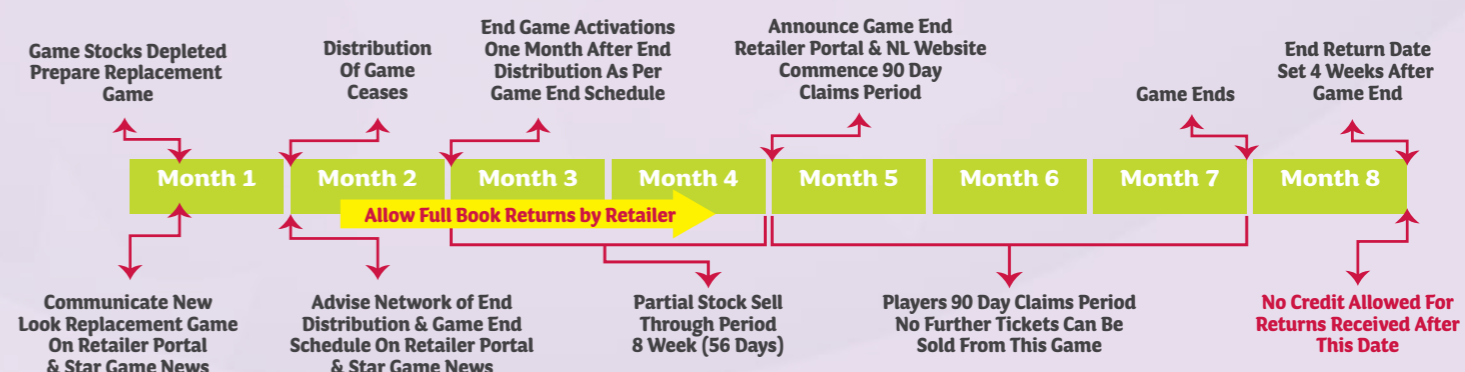 Game Stocks Depleted
Prepare Replacement
Game
Distribution
Of Game
Ceases
End Game Activations
One Month After End
Distribution As Per
Game End Schedule
Announce Game End
Retailer Portal & NL Website
Commence 90 Day
Claims Period
Game Ends
End Return Date
Set 4 Weeks After
Game End
Month 1
Month 2
Month 3
Month 4
Month 5
Month 6
Month 7
Month 8
Allow Full Book Returns by Retailer
Communicate New
Look Replacement Game
On Retailer Portal
& Star Game News
Advise Network of End
Distribution & Game End
Schedule On Retailer Portal
& Star Game News
Partial Stock Sell
Through Period
8 Week (56 Days)
Players 90 Day Claims Period
No Further Tickets Can Be
Sold From This Game
No Credit Allowed For
Returns Received After
This Date